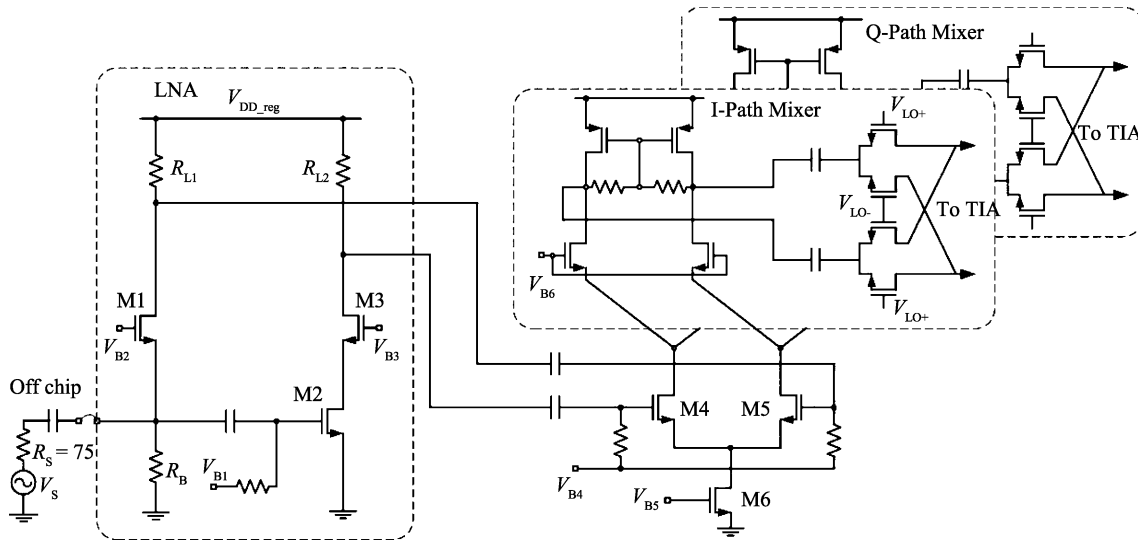 Q-Path Mixer
To TIA
LNA
V_DD_reg
I-Path Mixer
V_LO+
R_L1
R_L2
V_LO-
To TIA
V_B6
V_LO+
M1
M3
V_B2
V_B3
Off chip
M2
M4
M5
R_S = 75
V_S
R_B
V_B1
V_B4
V_B5
M6